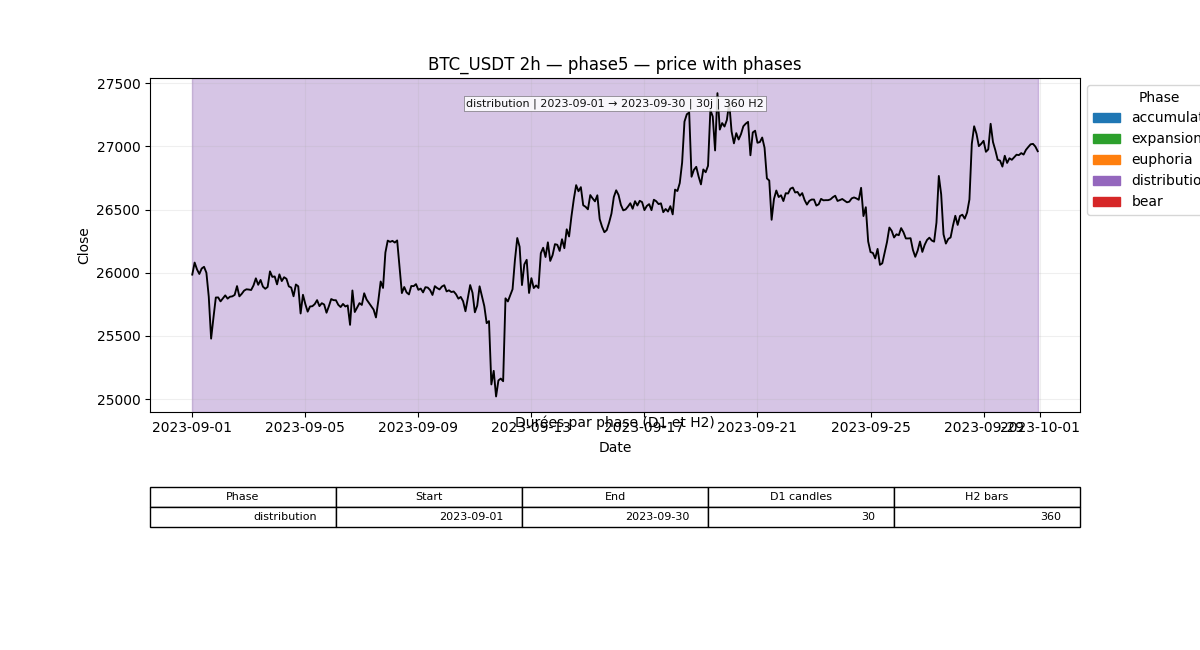 BTC_USDT 2h — phase5 — price with phases
27500
27000
26500
26000
25500
25000
Close
distribution | 2023-09-01 → 2023-09-30 | 30j | 360 H2
Phase
accumulat
expansion
euphoria
distributio
bear
2023-09-01 2023-09-05 2023-09-09 2023-09-13 2023-09-17 2023-09-21 2023-09-25 2023-09-29 2023-10-01
Durées par phase (D1 et H2)
Date
Phase Start End D1 candles H2 bars
distribution 2023-09-01 2023-09-30 30 360